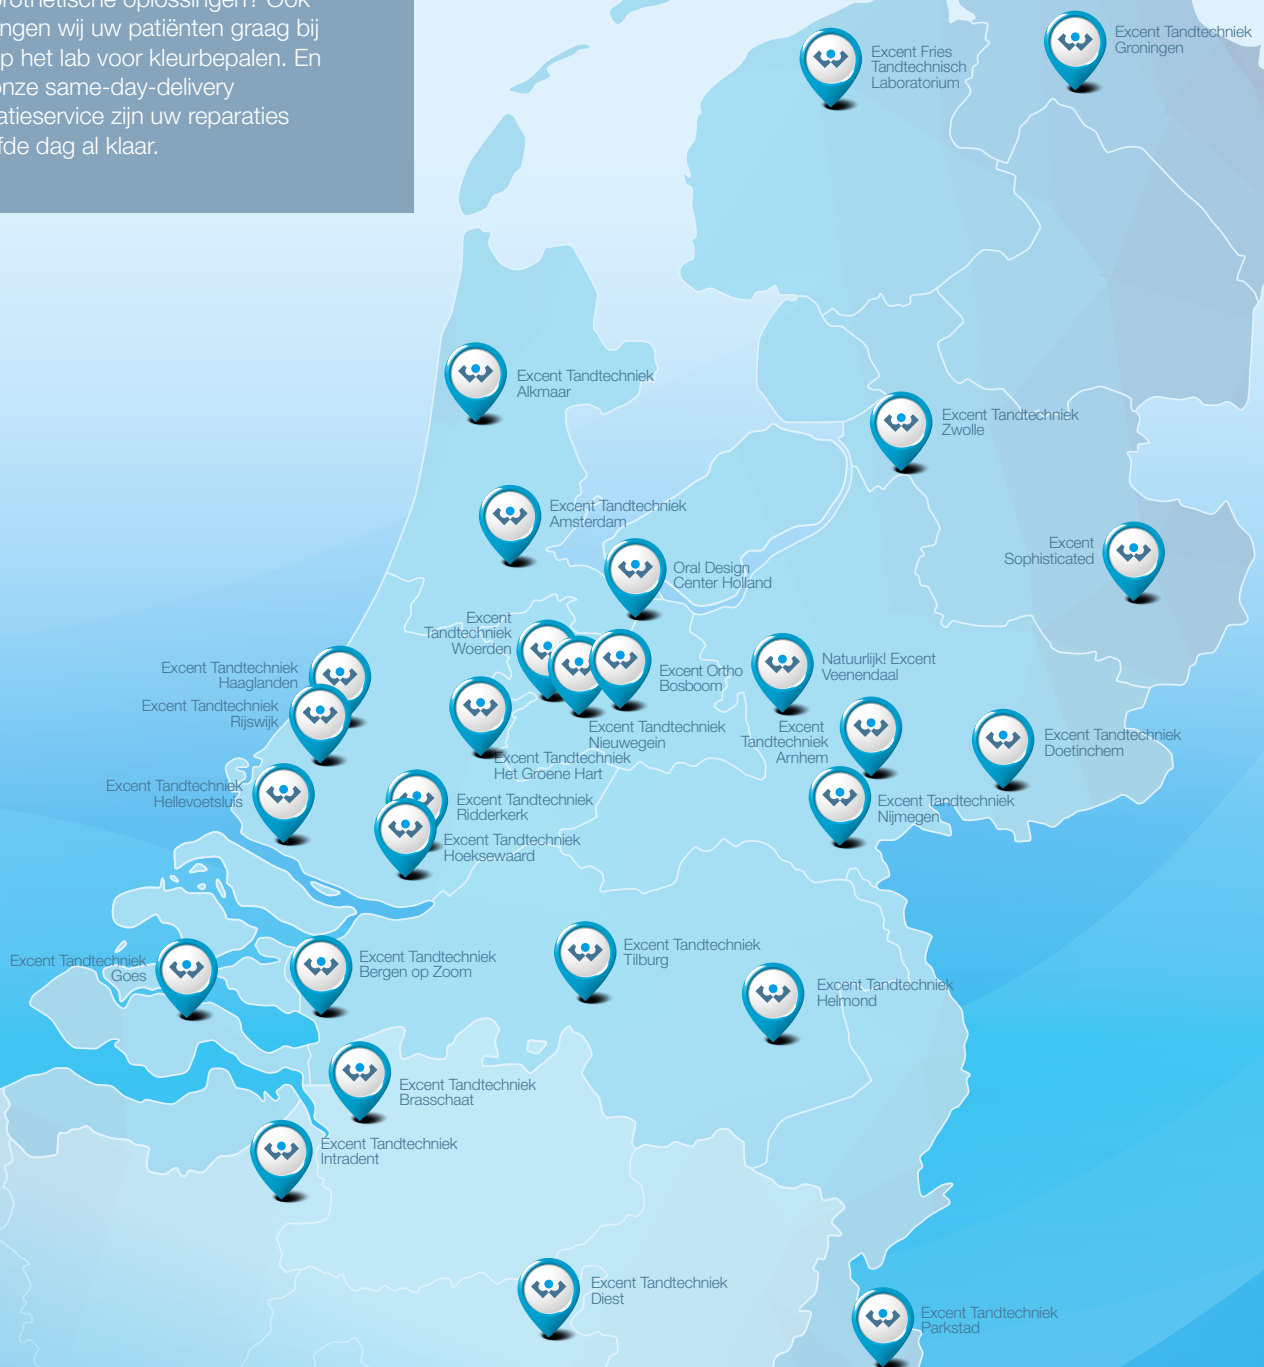 prothetische oplossingen? Ook
ngen wij uw patiënten graag bij
p het lab voor kleurbepalen. En
onze same-day-delivery
atieservice zijn uw reparaties
fde dag al klaar.
Excent Fries
Tandtechnisch
Laboratorium
Excent Tandtechniek
Groningen
Excent Tandtechniek
Alkmaar
Excent Tandtechniek
Zwolle
Excent Tandtechniek
Amsterdam
Excent
Sophisticated
Oral Design
Center Holland
Excent
Tandtechniek
Woerden
Excent Tandtechniek
Haaglanden
Excent Ortho
Bosboom
Natuurlijk! Excent
Veenendaal
Excent Tandtechniek
Rijswijk
Excent Tandtechniek
Nieuwegein
Excent
Tandtechniek
Arnhem
Excent Tandtechniek
Doetinchem
Excent Tandtechniek
Het Groene Hart
Excent Tandtechniek
Hellevoetsluis
Excent Tandtechniek
Ridderkerk
Excent Tandtechniek
Nijmegen
Excent Tandtechniek
Hoeksewaard
Excent Tandtechniek
Goes
Excent Tandtechniek
Bergen op Zoom
Excent Tandtechniek
Tilburg
Excent Tandtechniek
Helmond
Excent Tandtechniek
Brasschaat
Excent Tandtechniek
Intradent
Excent Tandtechniek
Diest
Excent Tandtechniek
Parkstad